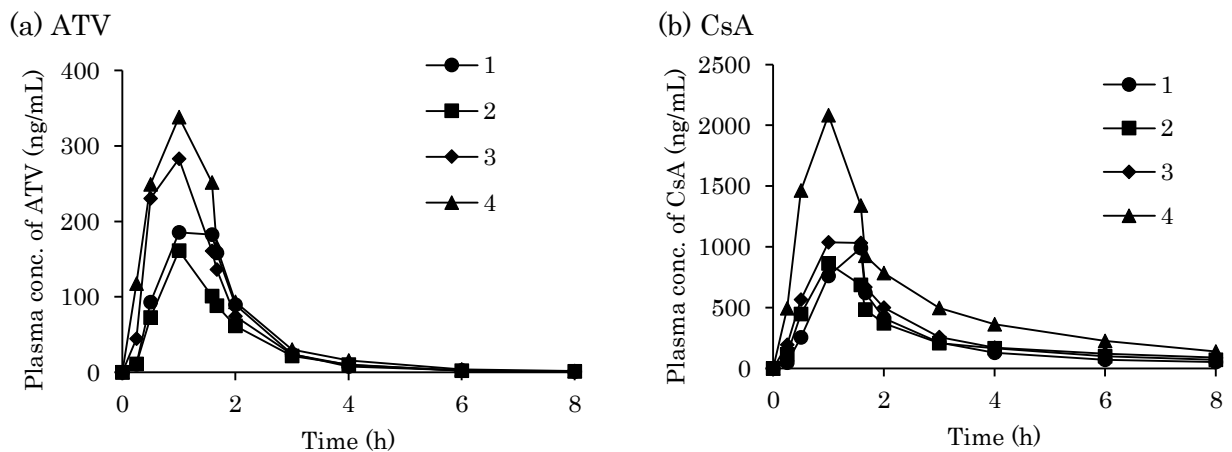 (a) ATV
Plasma conc. of ATV (ng/mL)
400
300
200
100
0
0 2 4 6 8
Time (h)
1
2
3
4
(b) CsA
Plasma conc. of CsA (ng/mL)
2500
2000
1500
1000
500
0
0 2 4 6 8
Time (h)
1
2
3
4